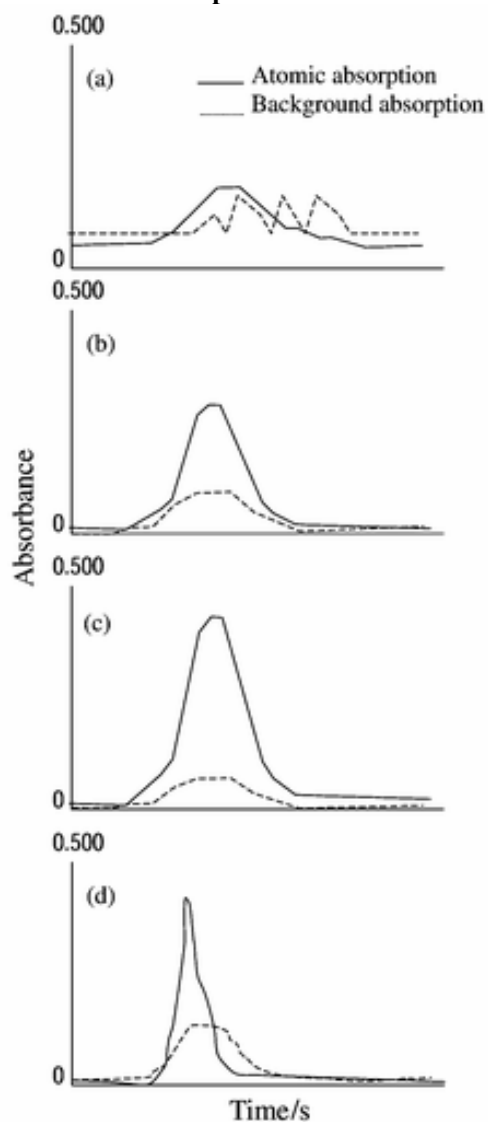 0.500
(a)
Atomic absorption
Background absorption
0
0.500
(b)
0
Absorbance
0.500
(c)
0
0.500
(d)
0
Time/s